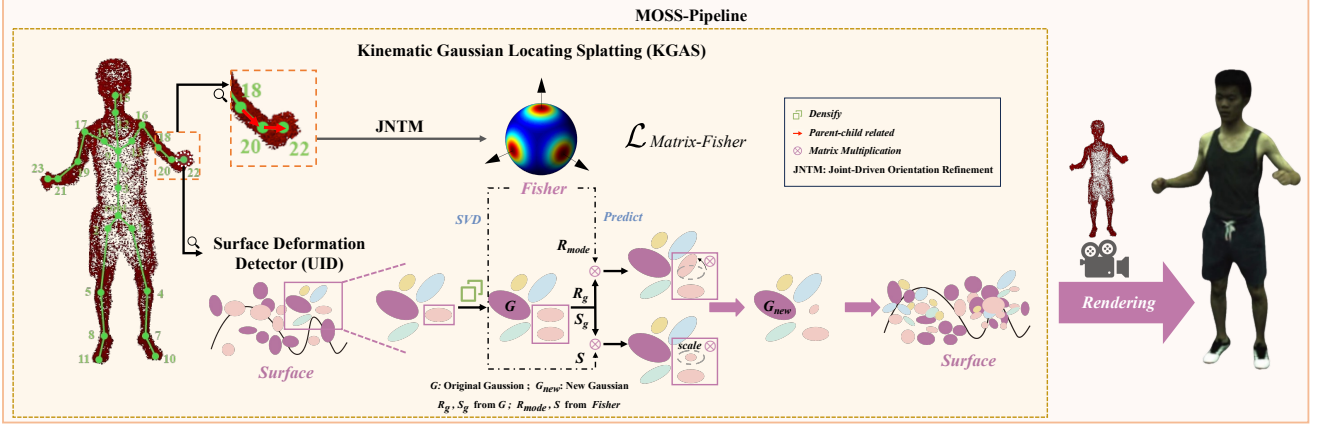 MOSS-Pipeline
Kinematic Gaussian Locating Splatting (KGAS)
18
20
22
JNTM
Fisher
ℒ Matrix-Fisher
Densify
Parent-child related
Matrix Multiplication
JNTM: Joint-Driven Orientation Refinement
15
17
16
18
23
21
19
20
22
5
4
8
7
11
10
Surface Deformation
Detector (UID)
Surface
SVD
Predict
R_mode
G
R_g
S_g
S
scale
G_new
Surface
Rendering
G: Original Gaussion ; G_new: New Gaussian
R_g , S_g from G ; R_mode , S from Fisher